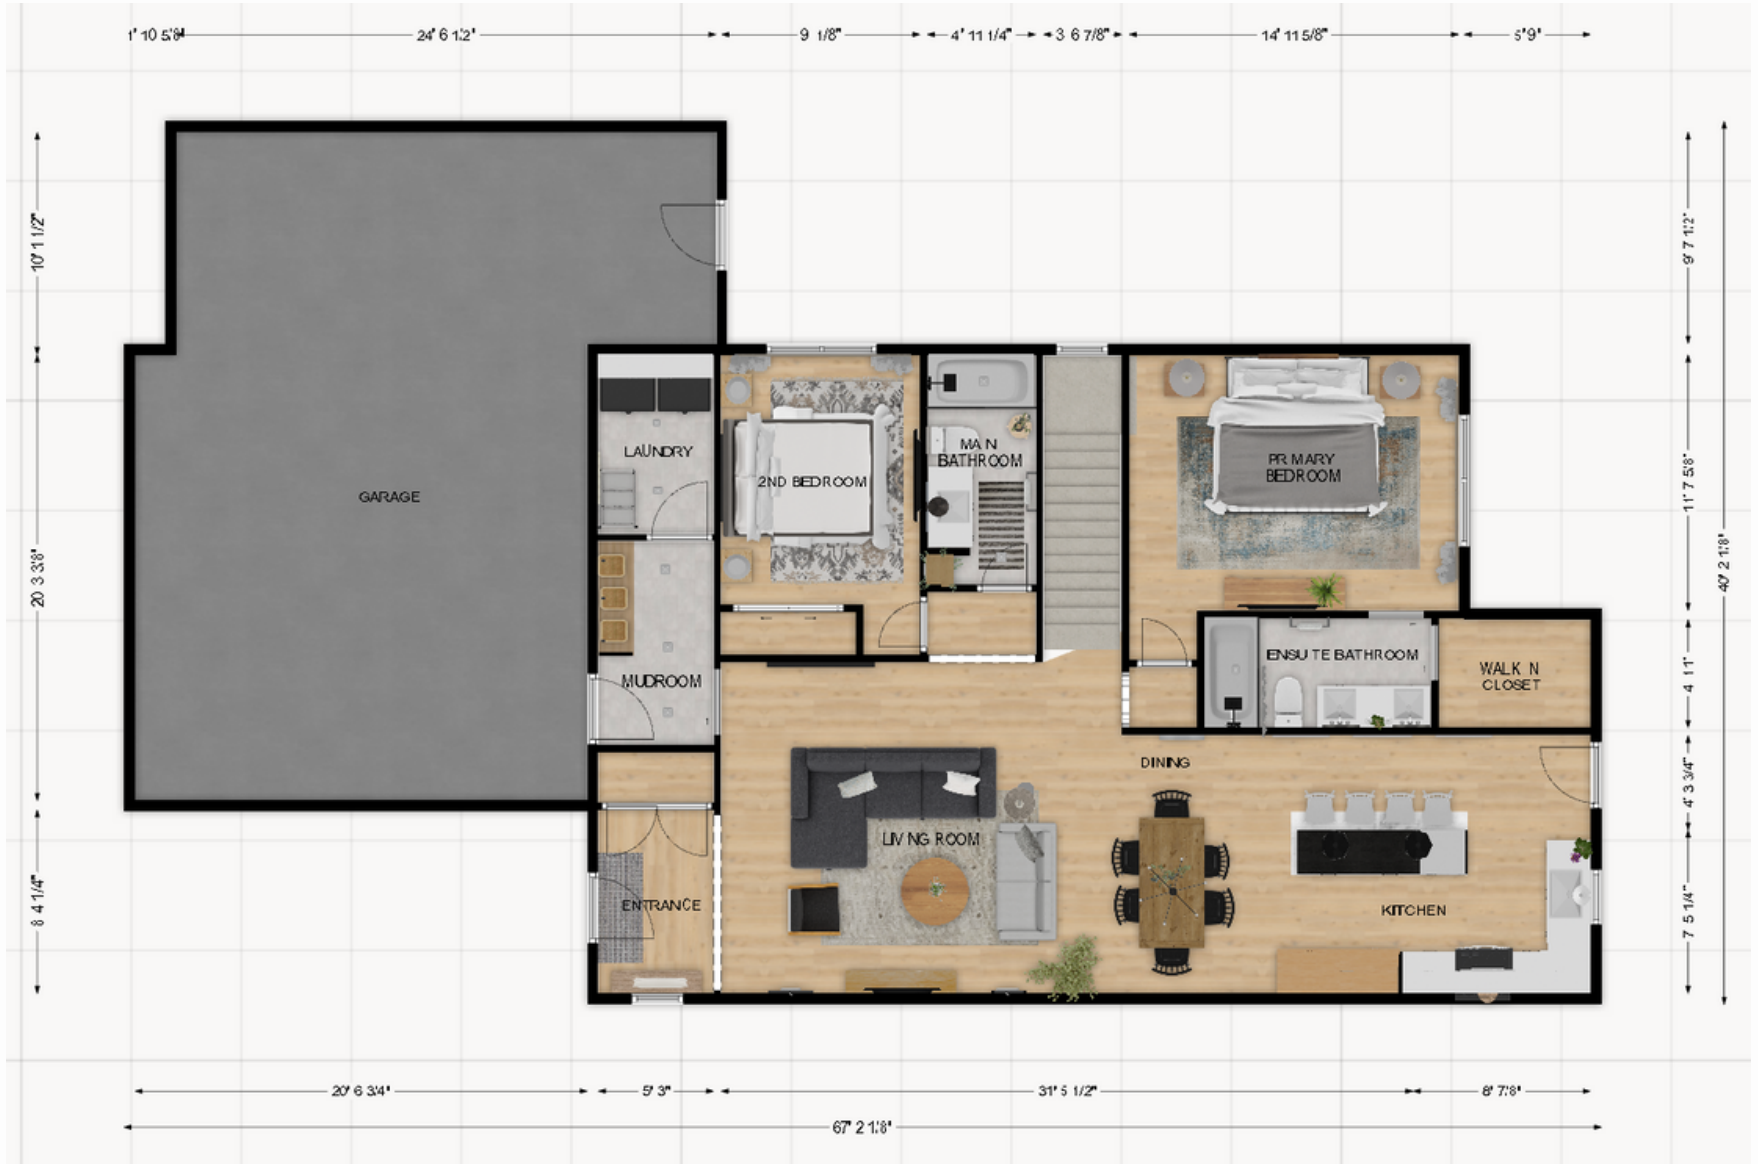 1' 10 5/8"
24' 6 1/2"
9 1/8"
4' 11 1/4"
3 6 7/8"
14' 11 5/8"
5' 9"
10' 1 1/2"
9' 7 1/2"
40' 2 1/8"
LAUNDRY
MAIN
BATHROOM
PRIMARY
BEDROOM
2ND BEDROOM
11' 7 5/8"
GARAGE
20 3 3/8"
ENSUITE BATHROOM
WALK N
CLOSET
4 11"
MUDROOM
DINING
4' 3/4"
LIVING ROOM
8 4 1/4"
ENTRANCE
KITCHEN
7 5 1/4"
20' 6 3/4"
5' 3"
31' 5 1/2"
8' 7/8"
67' 2 1/8"